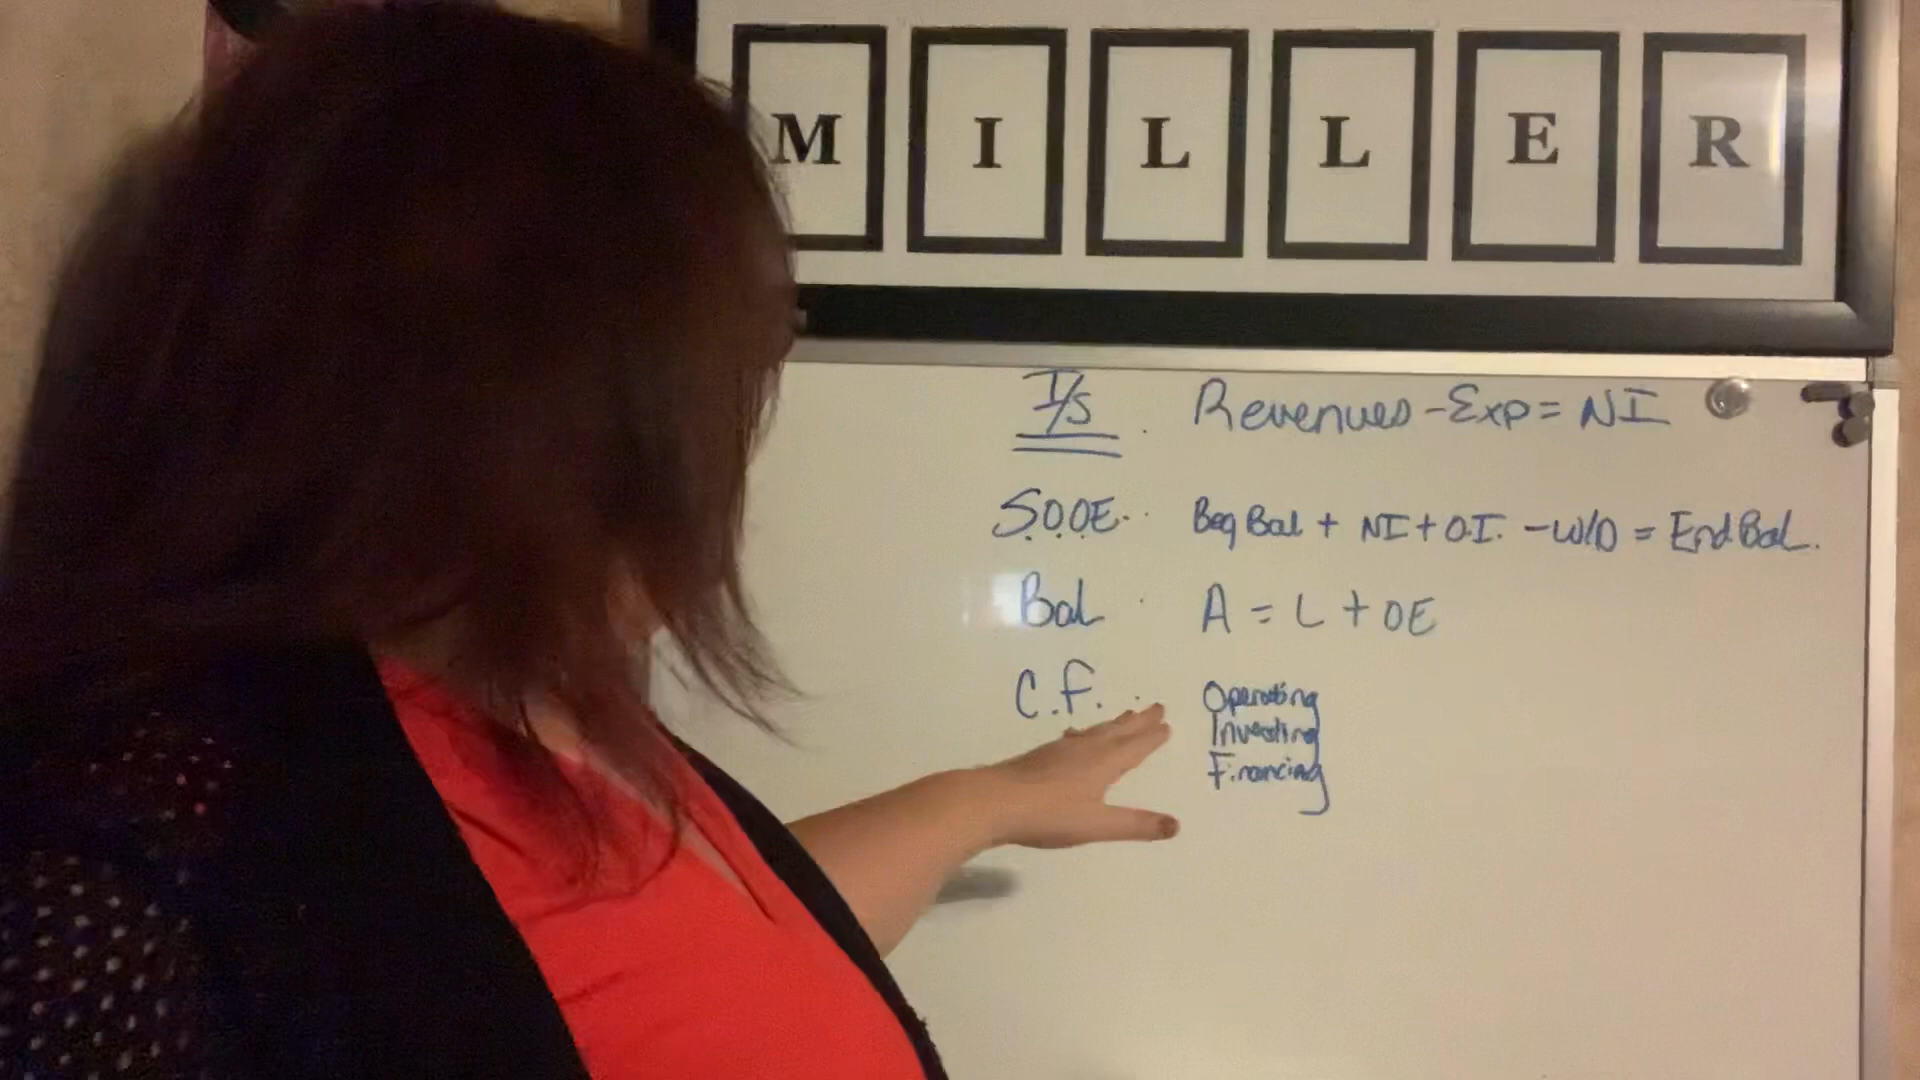 MILLER
I/S Revenues - Exp = NI
S.O.O.E. Beg Bal + NI + O.I. - W/D = End Bal.
Bal A = L + OE
C.F. Operating
Investing
Financing